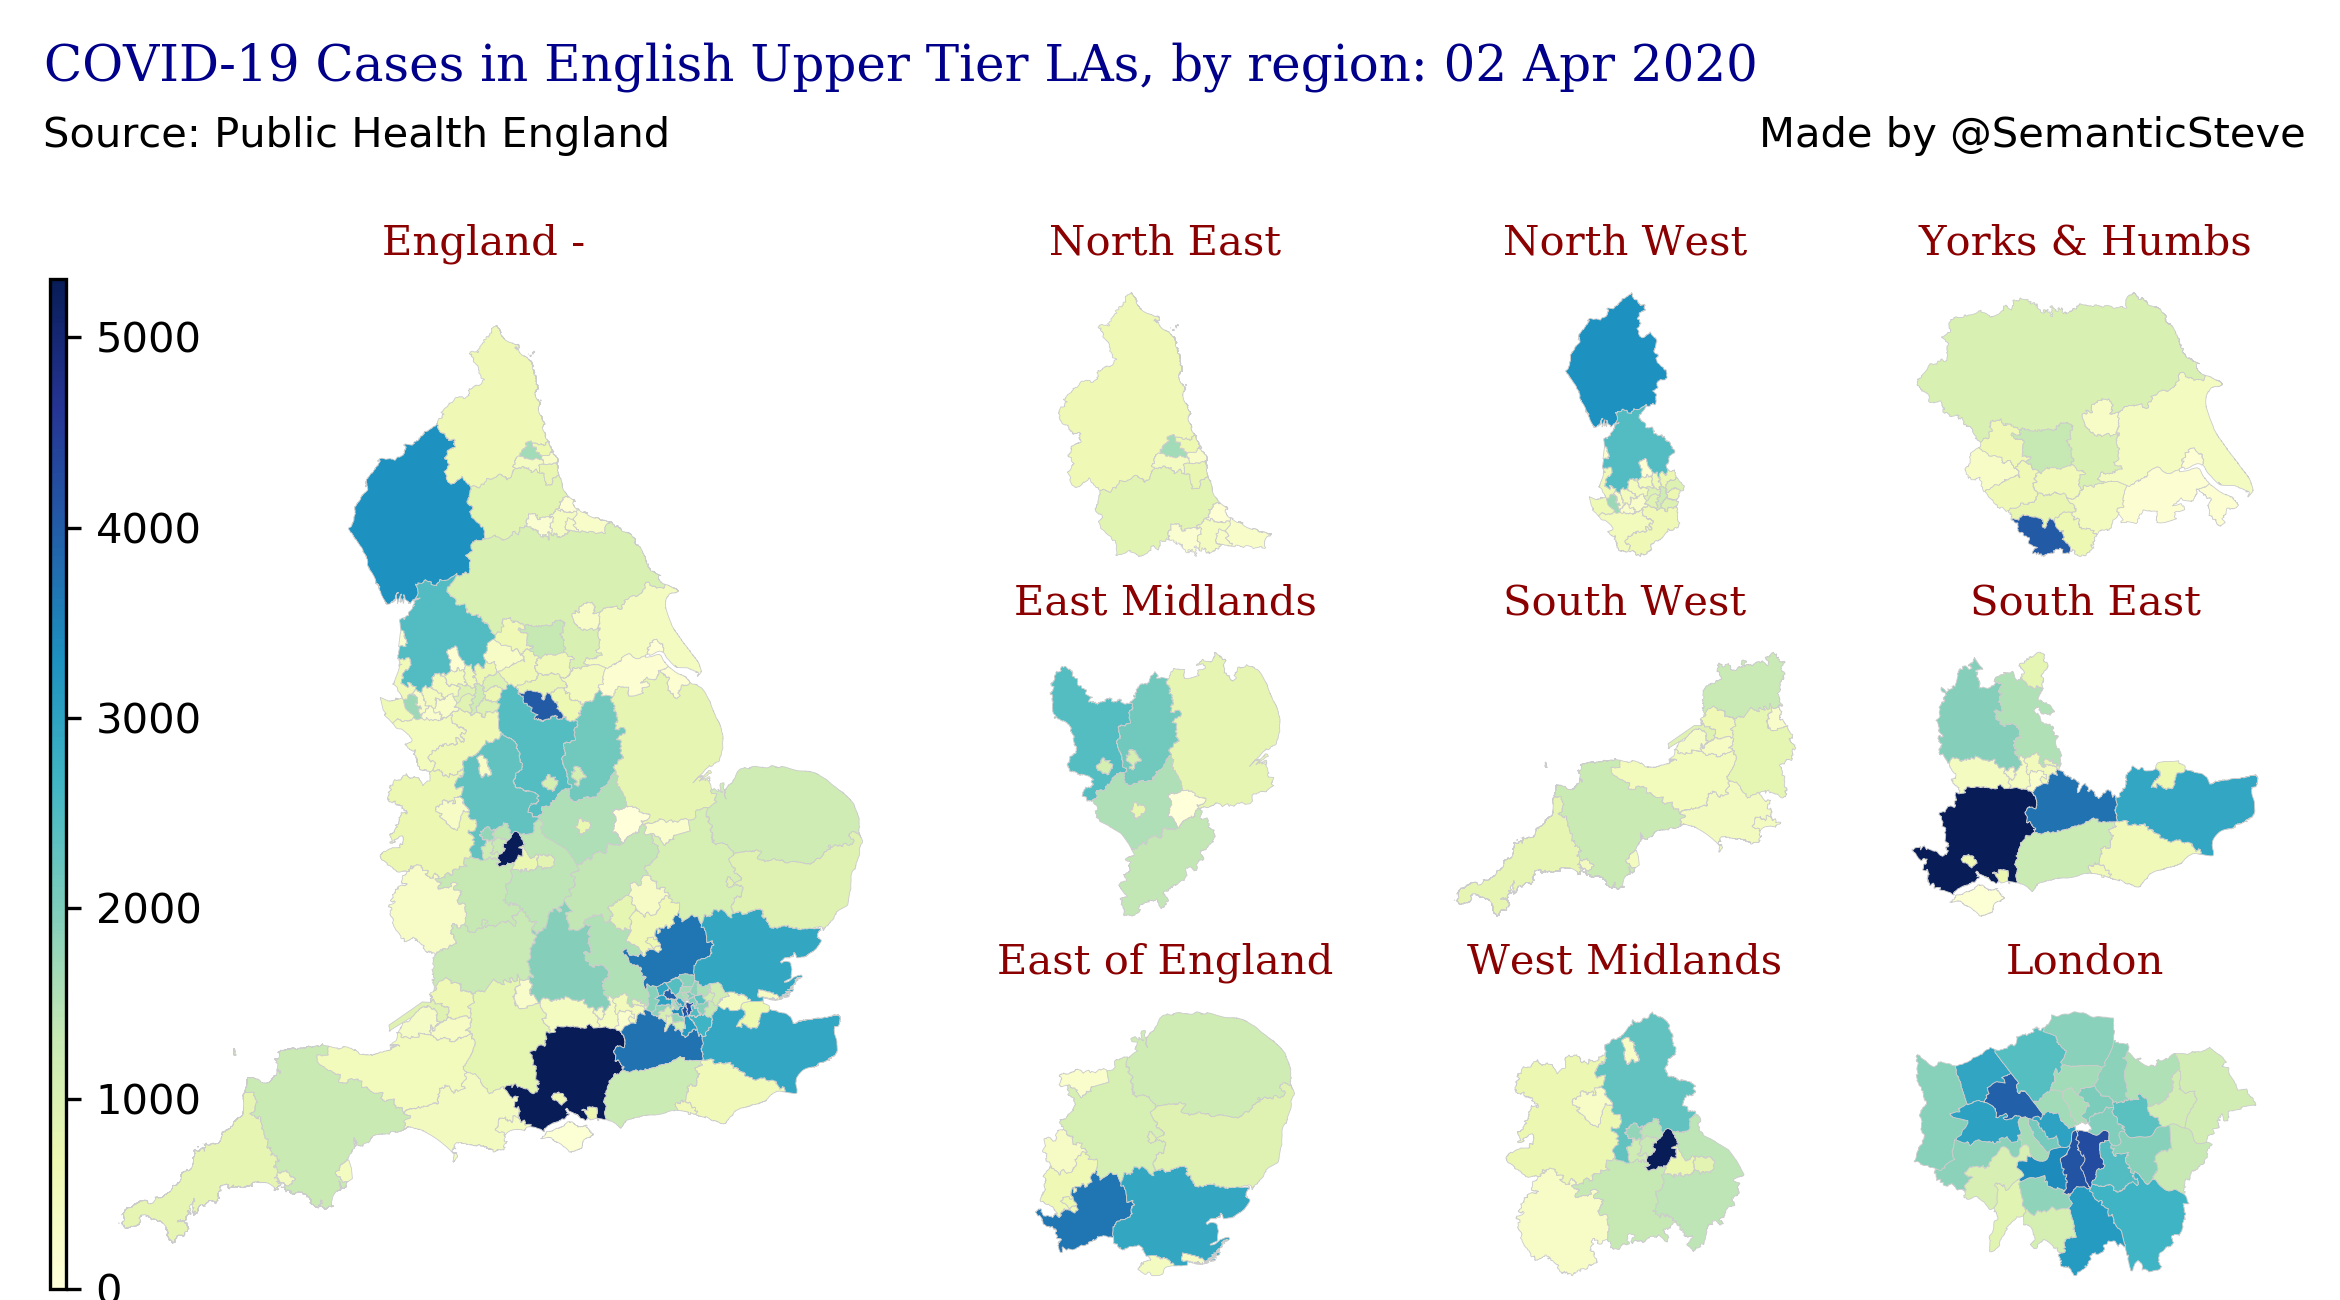 COVID-19 Cases in English Upper Tier LAs, by region: 02 Apr 2020
Source: Public Health England
Made by @SemanticSteve
England -
North East
North West
Yorks & Humbs
5000
4000
3000
2000
1000
0
East Midlands
South West
South East
East of England
West Midlands
London